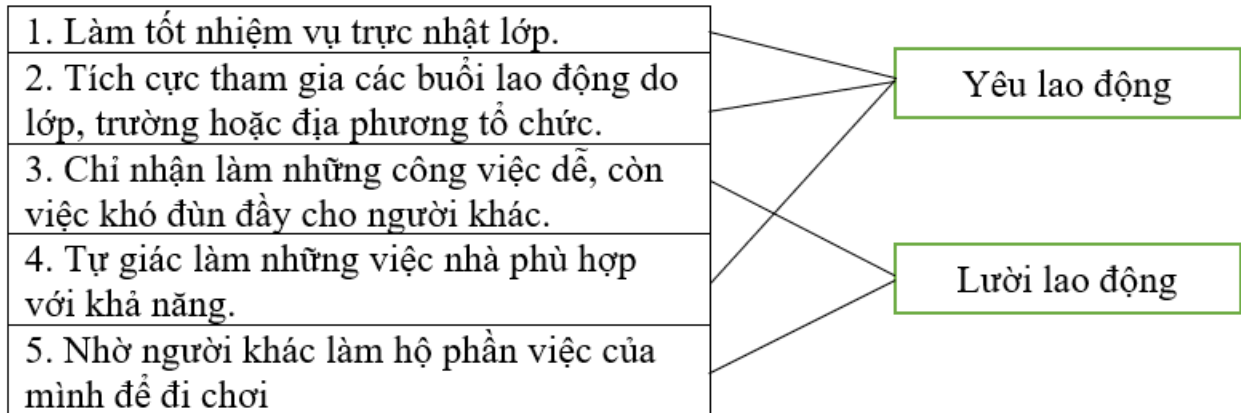 1. Làm tốt nhiệm vụ trực nhật lớp.
2. Tích cực tham gia các buổi lao động do
lớp, trường hoặc địa phương tổ chức.
3. Chỉ nhận làm những công việc dễ, còn
việc khó đùn đầy cho người khác.
4. Tự giác làm những việc nhà phù hợp
với khả năng.
5. Nhờ người khác làm hộ phần việc của
mình để đi chơi
Yêu lao động
Lười lao động